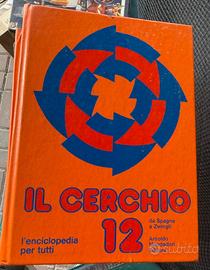 IL CERCHIO
12
da Spagna
a Zwingli
l'enciclopedia
per tutti
Arnoldo
Mondadori